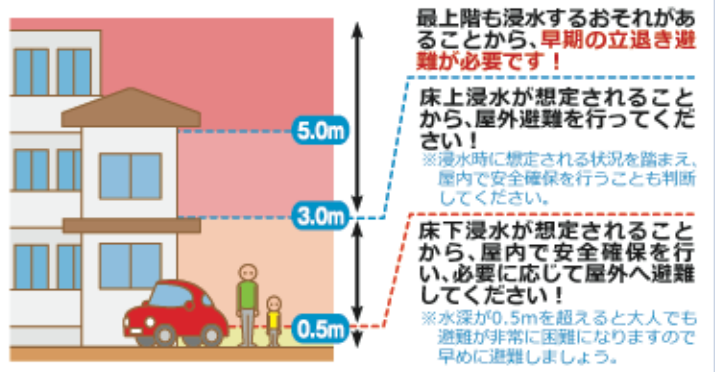 最上階も浸水するおそれがあ
ることから、早期の立退き避
難が必要です！
5.0m
床上浸水が想定されること
から、屋外避難を行ってくだ
さい！
※浸水時に想定される状況を踏まえ、
屋内で安全確保を行うことも判断
してください。
3.0m
床下浸水が想定されること
から、屋内で安全確保を行
い、必要に応じて屋外へ避難
してください！
※水深が0.5mを超えると大人でも
避難が非常に困難になりますので
早めに避難しましょう。
0.5m